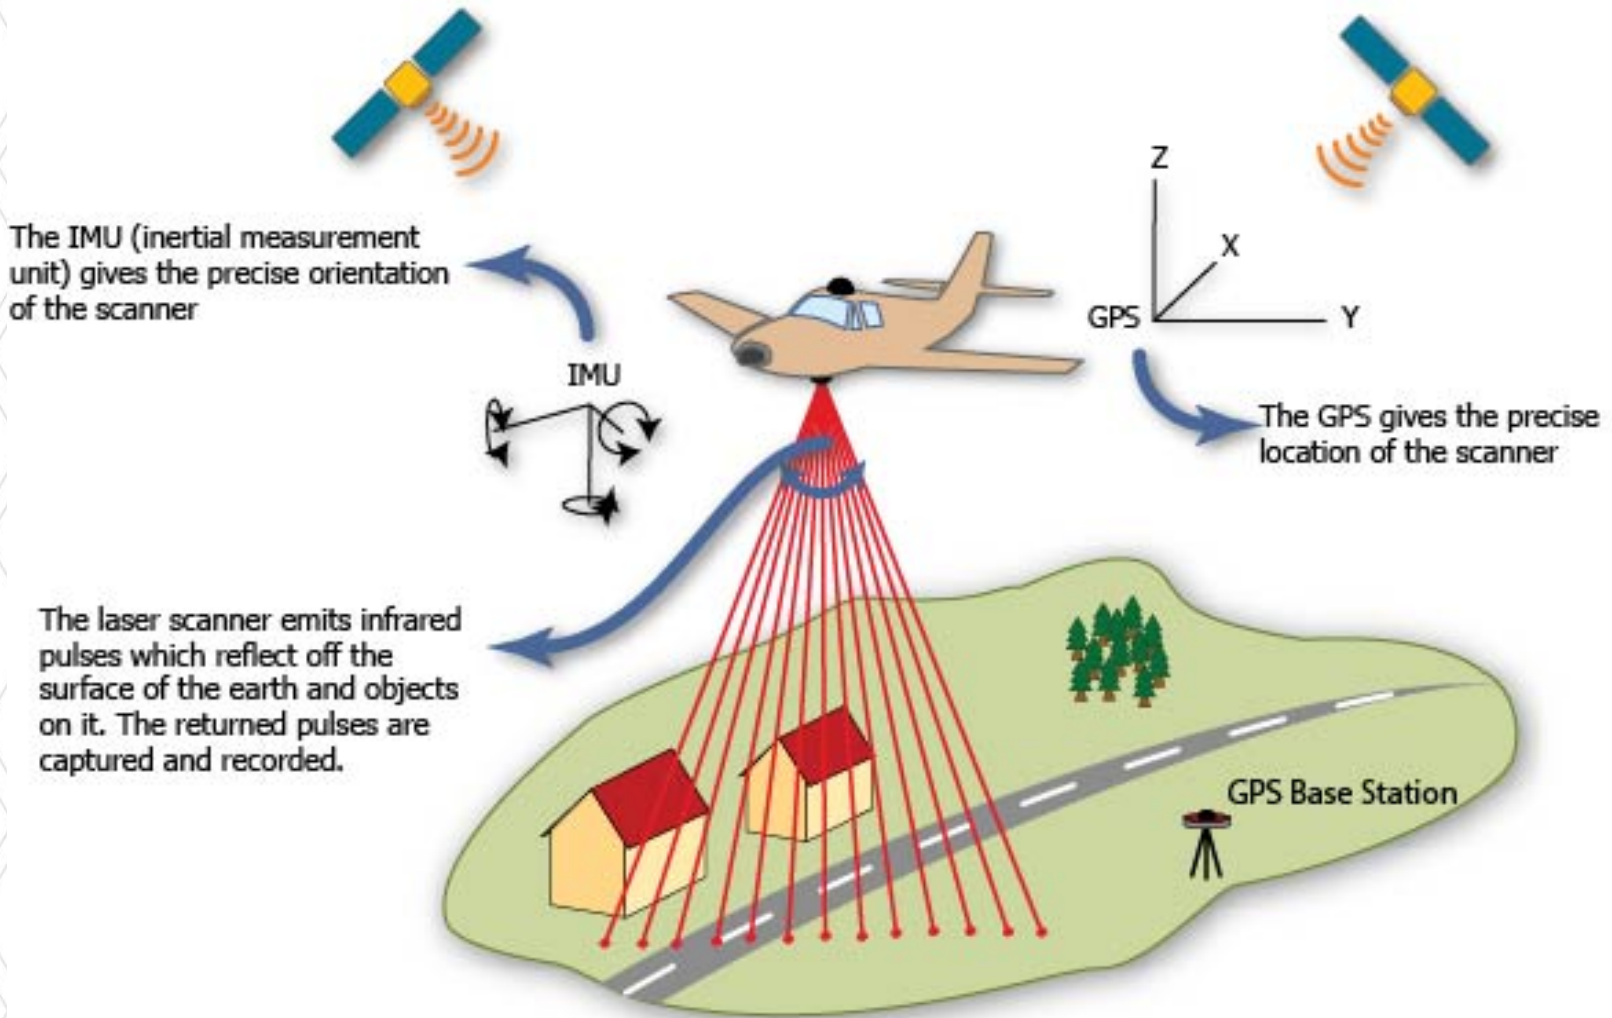 The IMU (inertial measurement
unit) gives the precise orientation
of the scanner
IMU
Z
X
GPS
Y
The GPS gives the precise
location of the scanner
The laser scanner emits infrared
pulses which reflect off the
surface of the earth and objects
on it. The returned pulses are
captured and recorded.
GPS Base Station